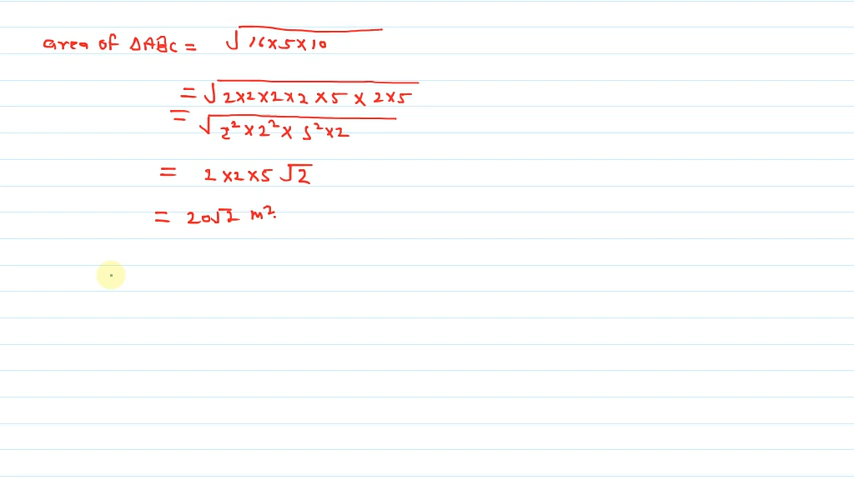 area of ΔABC = √16×5×10
= √2×2×2×2×5×2×5
= √2²×2²×5²×2
= 2×2×5√2
= 20√2 m².